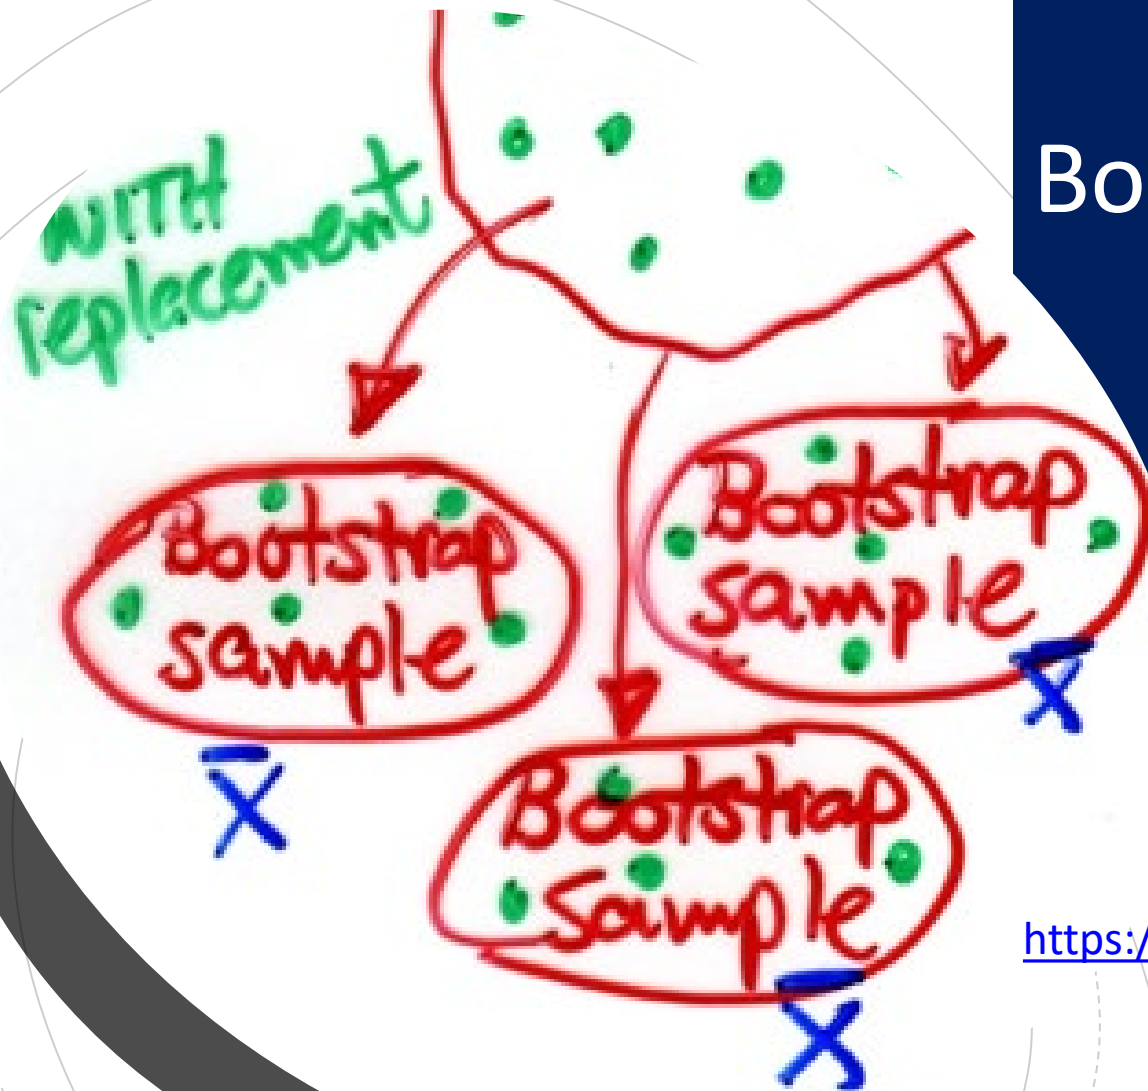 Bo
WITH
replacement
Bootstrap
sample
X̄
Bootstrap
sample
X̄
Bootstrap
Sample
X̄
https:/